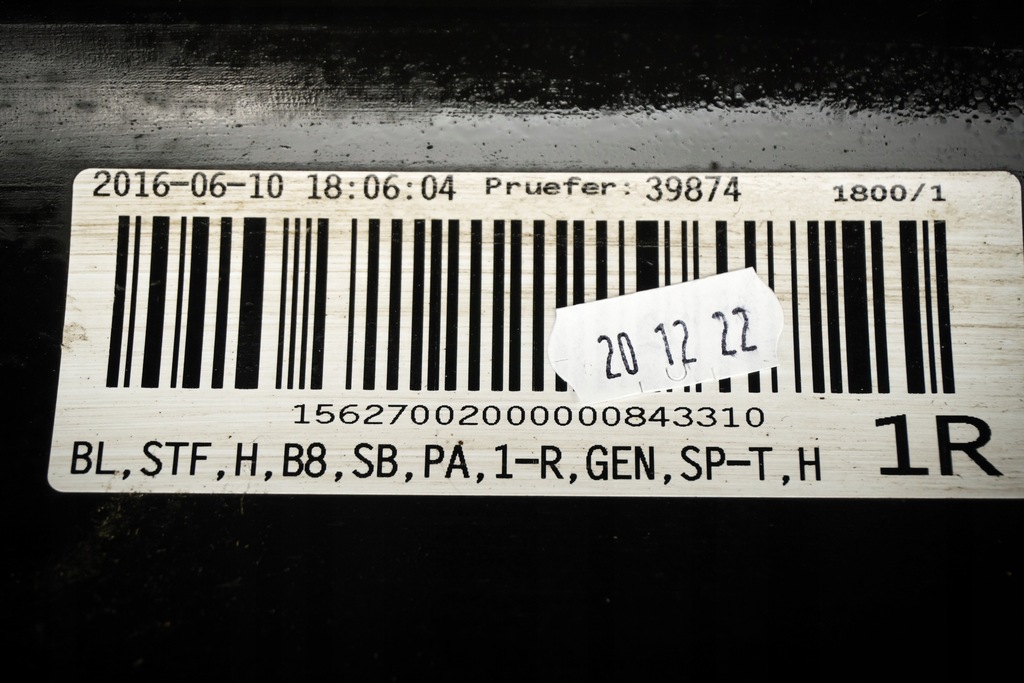 2016-06-10 18:06:04 Pruefer: 39874 1800/1
20 12 22
15627002000000843310
BL,STF,H,B8,SB,PA,1-R,GEN,SP-T,H 1R